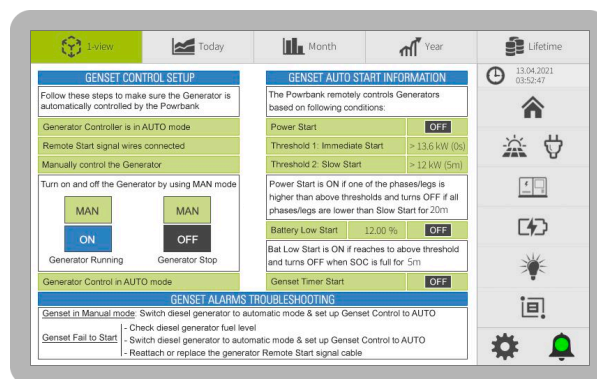 1-view
Today
Month
Year
Lifetime
13.04.2021
03:52:47
GENSET CONTROL SETUP
Follow these steps to make sure the Generator is
automatically controlled by the Powrbank
Generator Controller is in AUTO mode
Remote Start signal wires connected
Manually control the Generator
Turn on and off the Generator by using MAN mode
MAN
MAN
ON
OFF
Generator Running
Generator Stop
Generator Control in AUTO mode
GENSET AUTO START INFORMATION
The Powrbank remotely controls Generators
based on following conditions:
Power Start OFF
Threshold 1: Immediate Start > 13.6 kW (0s)
Threshold 2: Slow Start > 12 kW (5m)
Power Start is ON if one of the phases/legs is
higher than above thresholds and turns OFF if all
phases/legs are lower than Slow Start for 20m
Battery Low Start 12.00 % OFF
Bat Low Start is ON if reaches to above threshold
and turns OFF when SOC is full for 5m
Genset Timer Start OFF
GENSET ALARMS TROUBLESHOOTING
Genset in Manual mode: Switch diesel generator to automatic mode & set up Genset Control to AUTO
Genset Fail to Start
- Check diesel generator fuel level
- Switch diesel generator to automatic mode & set up Genset Control to AUTO
- Reattach or replace the generator Remote Start signal cable